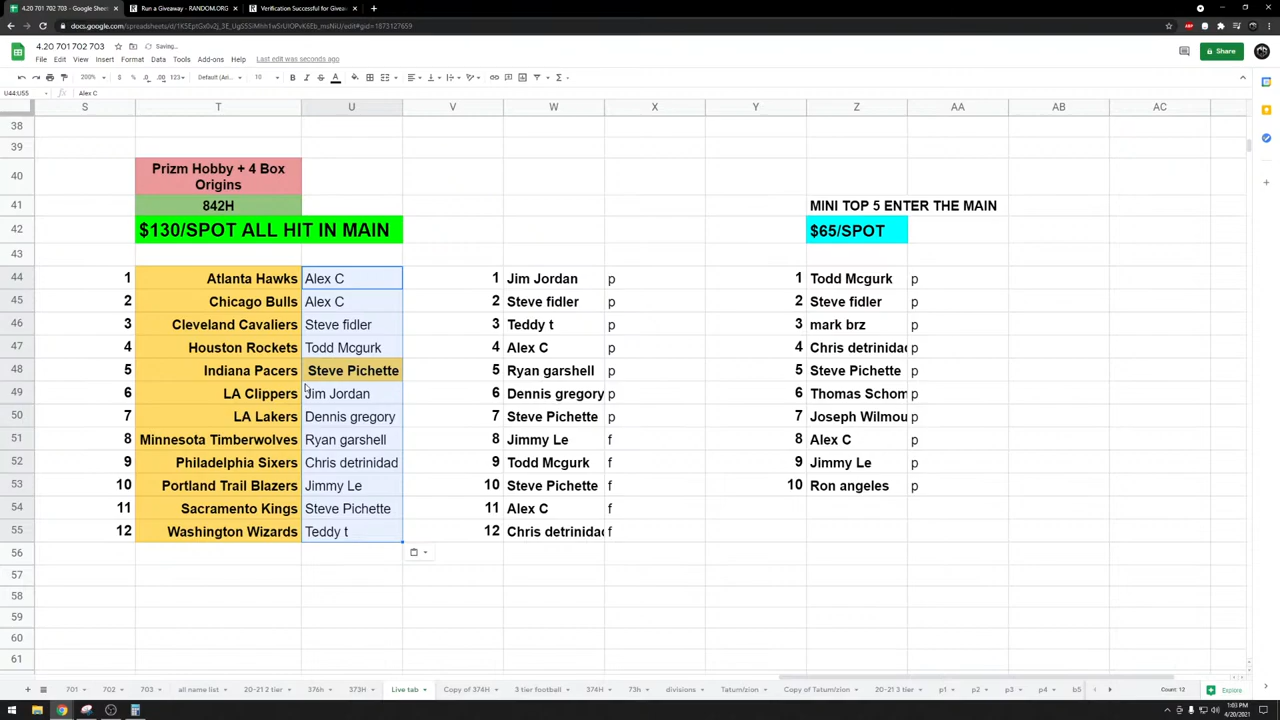 4.20 701 702 703
Run a Giveaway - RANDOM.ORG
Verification Successful for Givea
4.20 701 702 703
Saving...
File Edit View Insert Format Data Tools Add-ons Help
Last edit was seconds ago
Share
200%
$ % .0 .00 123
Default (Ari...
10
U44:U55
fx Alex C
S T U V W X Y Z AA AB AC
38
39
40 Prizm Hobby + 4 Box
Origins
41 842H MINI TOP 5 ENTER THE MAIN
42 $130/SPOT ALL HIT IN MAIN $65/SPOT
43
44 1 Atlanta Hawks Alex C 1 Jim Jordan p 1 Todd Mcgurk p
45 2 Chicago Bulls Alex C 2 Steve fidler p 2 Steve fidler p
46 3 Cleveland Cavaliers Steve fidler 3 Teddy t p 3 mark brz p
47 4 Houston Rockets Todd Mcgurk 4 Alex C p 4 Chris detrinidad p
48 5 Indiana Pacers Steve Pichette 5 Ryan garshell p 5 Steve Pichette p
49 6 LA Clippers Jim Jordan 6 Dennis gregory p 6 Thomas Schom p
50 7 LA Lakers Dennis gregory 7 Steve Pichette p 7 Joseph Wilmou p
51 8 Minnesota Timberwolves Ryan garshell 8 Jimmy Le f 8 Alex C p
52 9 Philadelphia Sixers Chris detrinidad 9 Todd Mcgurk f 9 Jimmy Le p
53 10 Portland Trail Blazers Jimmy Le 10 Steve Pichette f 10 Ron angeles p
54 11 Sacramento Kings Steve Pichette 11 Alex C f
55 12 Washington Wizards Teddy t 12 Chris detrinidad f
56
57
58
59
60
61
701 702 703 all name list 20-21 2 tier 376h 373H Live tab Copy of 374H 3 tier football 374H 73h divisions Tatum/zion Copy of Tatum/zion 20-21 3 tier p1 p2 p3 p4 b5
Count: 12
Explore
1:03 PM
4/20/2021